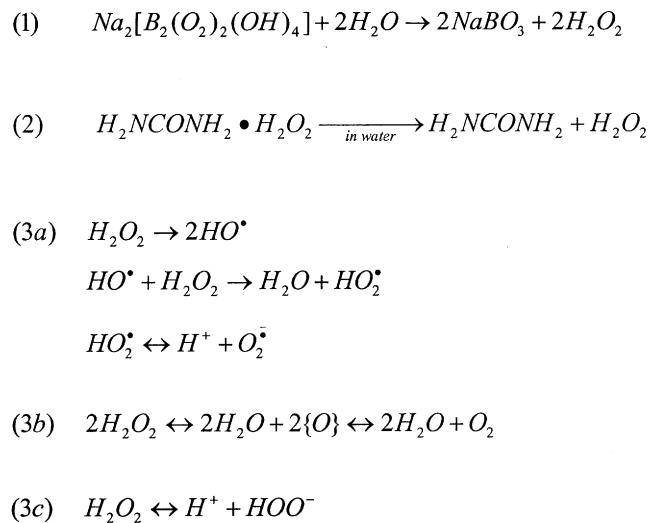 (1) Na₂[B₂(O₂)₂(OH)₄]+2H₂O → 2NaBO₃ + 2H₂O₂
(2) H₂NCONH₂ • H₂O₂ ⟶ in water H₂NCONH₂ + H₂O₂
(3a) H₂O₂ → 2HO•
HO• + H₂O₂ → H₂O + HO₂•
HO₂• ↔ H⁺ + O₂•⁻
(3b) 2H₂O₂ ↔ 2H₂O + 2{O} ↔ 2H₂O + O₂
(3c) H₂O₂ ↔ H⁺ + HOO⁻